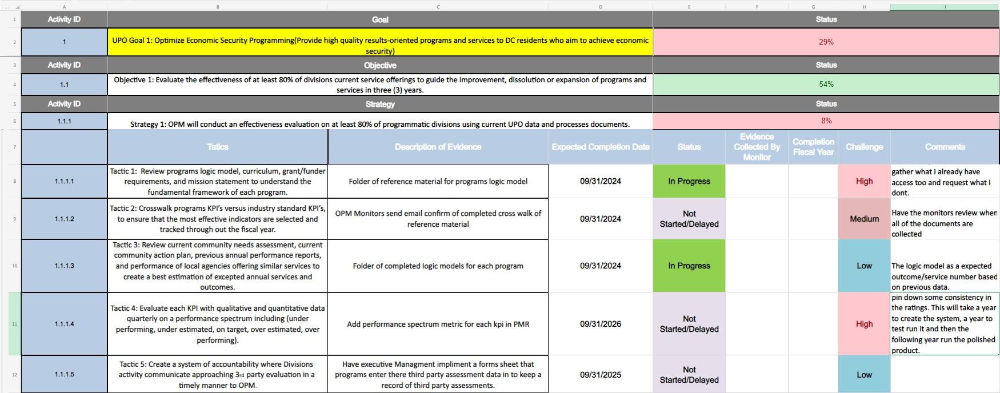 A B C D E F G H I
1 Activity ID Goal Status
2 1 UPO Goal 1: Optimize Economic Security Programming(Provide high quality results-oriented programs and services to DC residents who aim to achieve economic 29%
security)
3 Activity ID Objective Status
4 1.1 Objective 1: Evaluate the effectiveness of at least 80% of divisions current service offerings to guide the improvement, dissolution or expansion of programs and 54%
services in three (3) years.
5 Activity ID Strategy Status
6 1.1.1 Strategy 1: OPM will conduct an effectiveness evaluation on at least 80% of programmatic divisions using current UPO data and processes documents. 8%
7 Tatics Description of Evidence Expected Completion Date Status
Evidence
Collected By
Monitor
Completion
Fiscal Year
Challenge Comments
8 1.1.1.1
Tactic 1: Review programs logic model, curriculum, grant/funder
requirements, and mission statement to understand the
fundamental framework of each program.
Folder of reference material for programs logic model
09/31/2024
In Progress
High
gather what I already have
access too and request what I
dont.
9 1.1.1.2
Tactic 2: Crosswalk programs KPI's versus industry standard KPI's,
to ensure that the most effective indicators are selected and
tracked through out the fiscal year.
OPM Monitors send email confirm of completed cross walk of
reference material
09/31/2024
Not
Started/Delayed
Medium
Have the monitors review when
all of the documents are
collected
10 1.1.1.3
Tactic 3: Review current community needs assessment, current
community action plan, previous annual performance reports,
and performance of local agencies offering similar services to
create a best estimation of excepted annual services and
outcomes.
Folder of completed logic models for each program
09/31/2024
In Progress
Low
The logic model as a expected
outcome/service number based
on previous data.
11 1.1.1.4
Tactic 4: Evaluate each KPI with qualitative and quantitative data
quarterly on a performance spectrum including (under
performing, under estimated, on target, over estimated, over
performing).
Add performance spectrum metric for each kpi in PMR
09/31/2026
Not
Started/Delayed
High
pin down some consistency in
the ratings. This will take a year
to create the system, a year to
test run it and then the
following year run the polished
product.
12 1.1.1.5
Tactic 5: Create a system of accountability where Divisions
activity communicate approaching 3rd party evaluation in a
timely manner to OPM.
Have executive Managment impliment a forms sheet that
programs enter there third party assessment data in to keep a
record of third party assessments.
09/31/2025
Not
Started/Delayed
Low